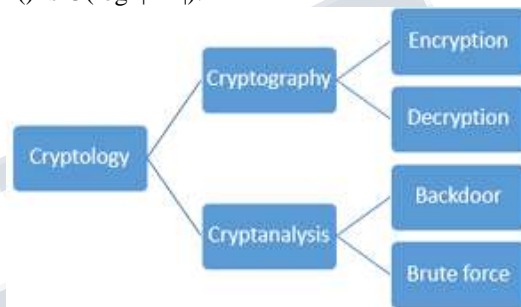 Encryption
Cryptography
Decryption
Cryptology
Backdoor
Cryptanalysis
Brute force